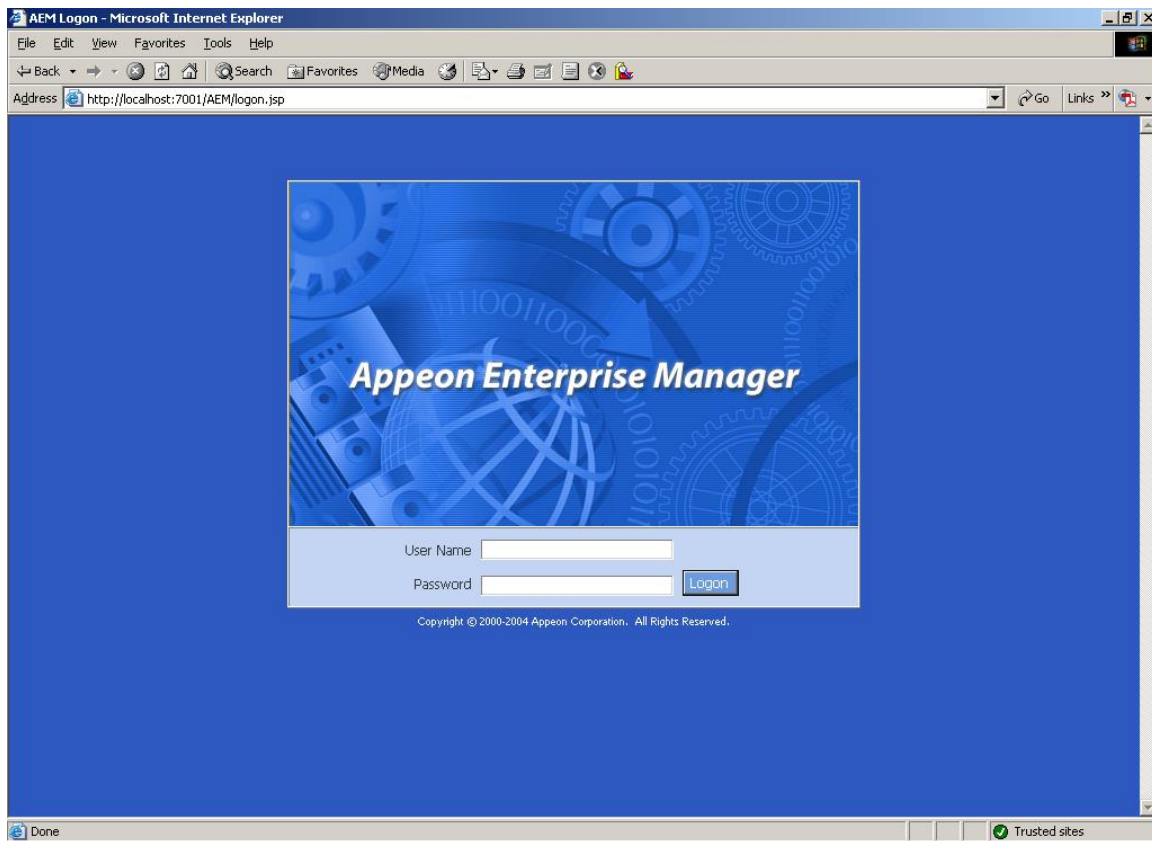 AEM Logon - Microsoft Internet Explorer
File Edit View Favorites Tools Help
Back Search Favorites Media
Address http://localhost:7001/AEM/logon.jsp Go Links »
1110011000
010011100101010
Appeon Enterprise Manager
User Name
Password Logon
Copyright © 2000-2004 Appeon Corporation. All Rights Reserved.
Done Trusted sites